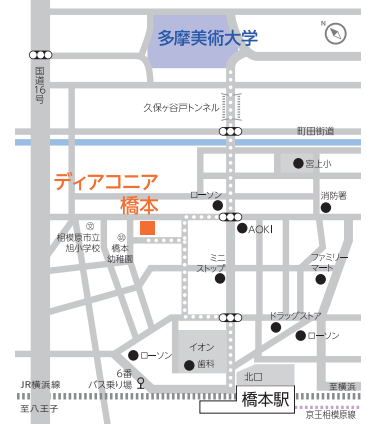 N
多摩美術大学
国道16号
久保ヶ谷戸トンネル
町田街道
宮上小
ディアコニア
橋本
ローソン
消防署
文
相模原市立
旭小学校
幼
橋本
幼稚園
AOKI
ミニ
ストップ
ファミリー
マート
ドラッグストア
ローソン
イオン
歯科
ローソン
6番
バス乗り場
北口
JR横浜線
至横浜
橋本駅
至八王子
京王相模原線